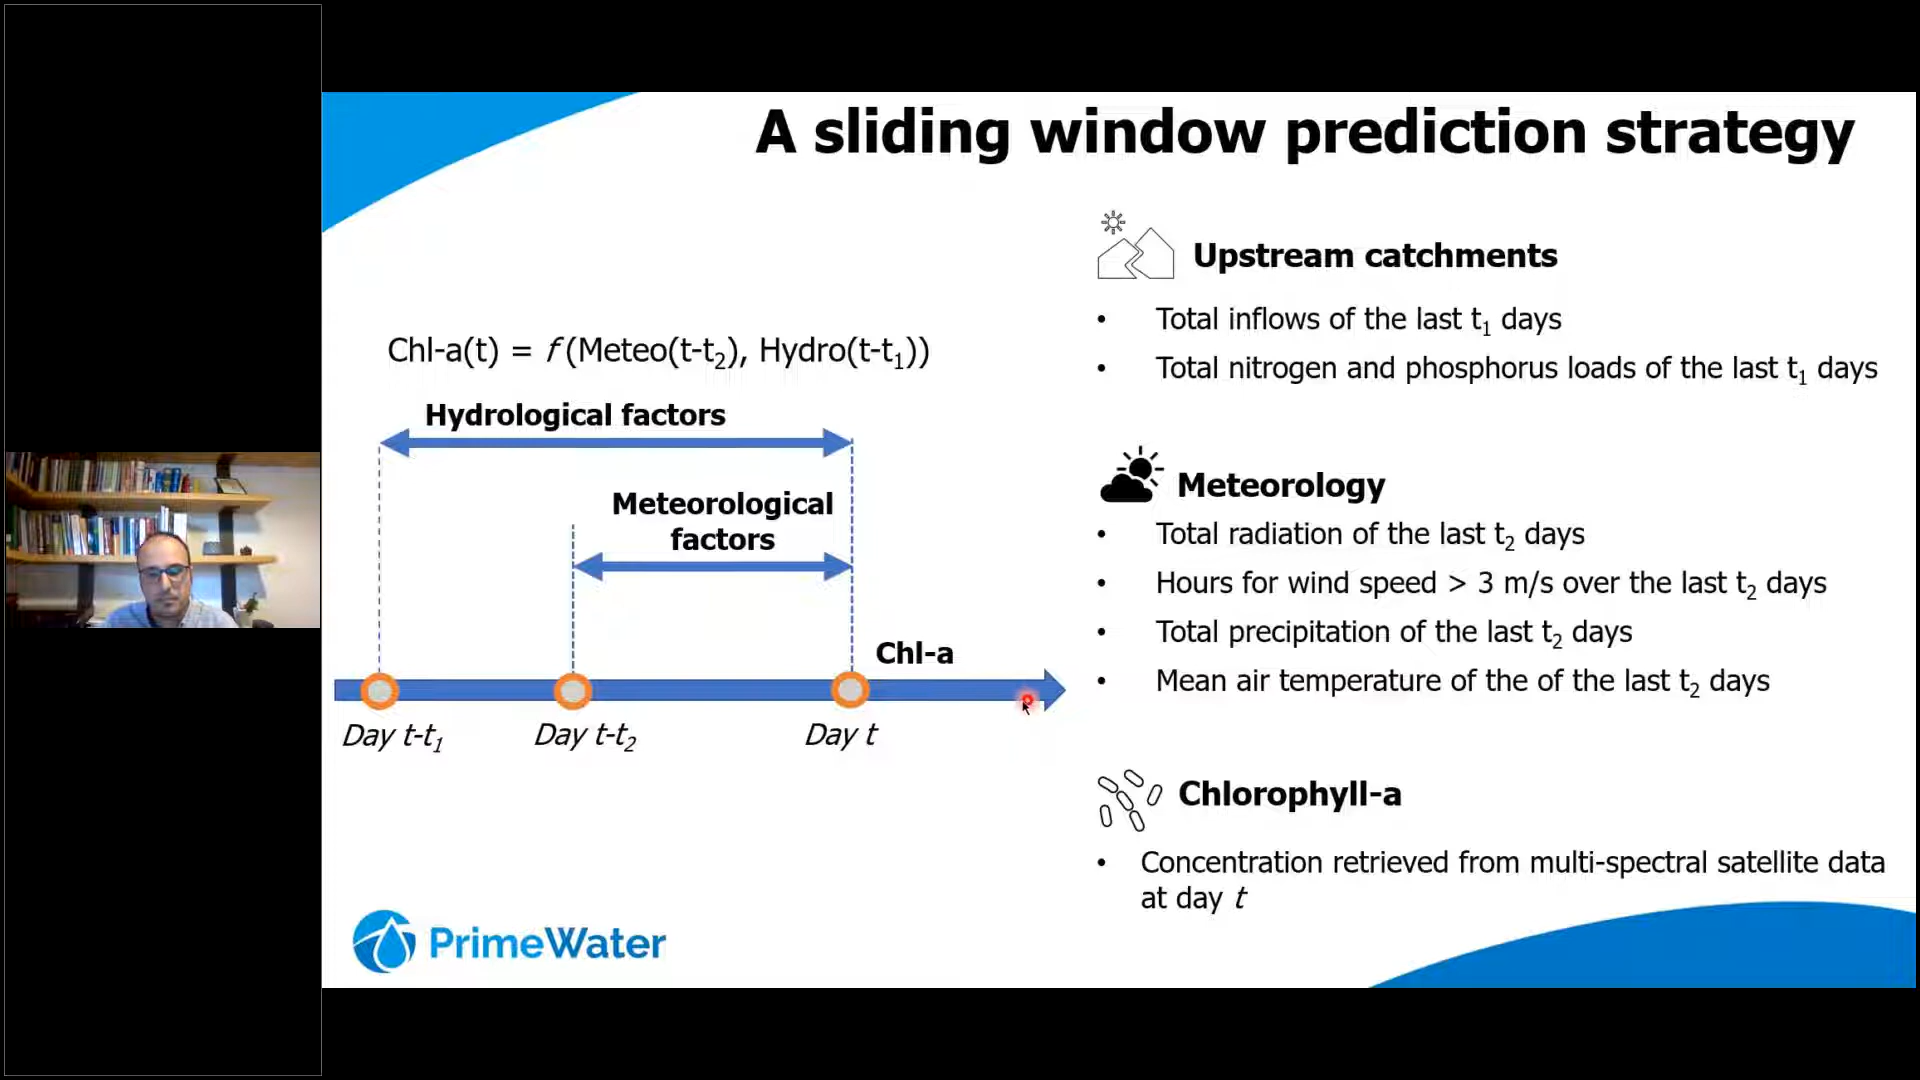 A sliding window prediction strategy
Chl-a(t) = f(Meteo(t-t2), Hydro(t-t1))
Hydrological factors
Meteorological
factors
Chl-a
Day t-t1
Day t-t2
Day t
Upstream catchments
• Total inflows of the last t1 days
• Total nitrogen and phosphorus loads of the last t1 days
Meteorology
• Total radiation of the last t2 days
• Hours for wind speed > 3 m/s over the last t2 days
• Total precipitation of the last t2 days
• Mean air temperature of the of the last t2 days
Chlorophyll-a
• Concentration retrieved from multi-spectral satellite data
at day t
PrimeWater